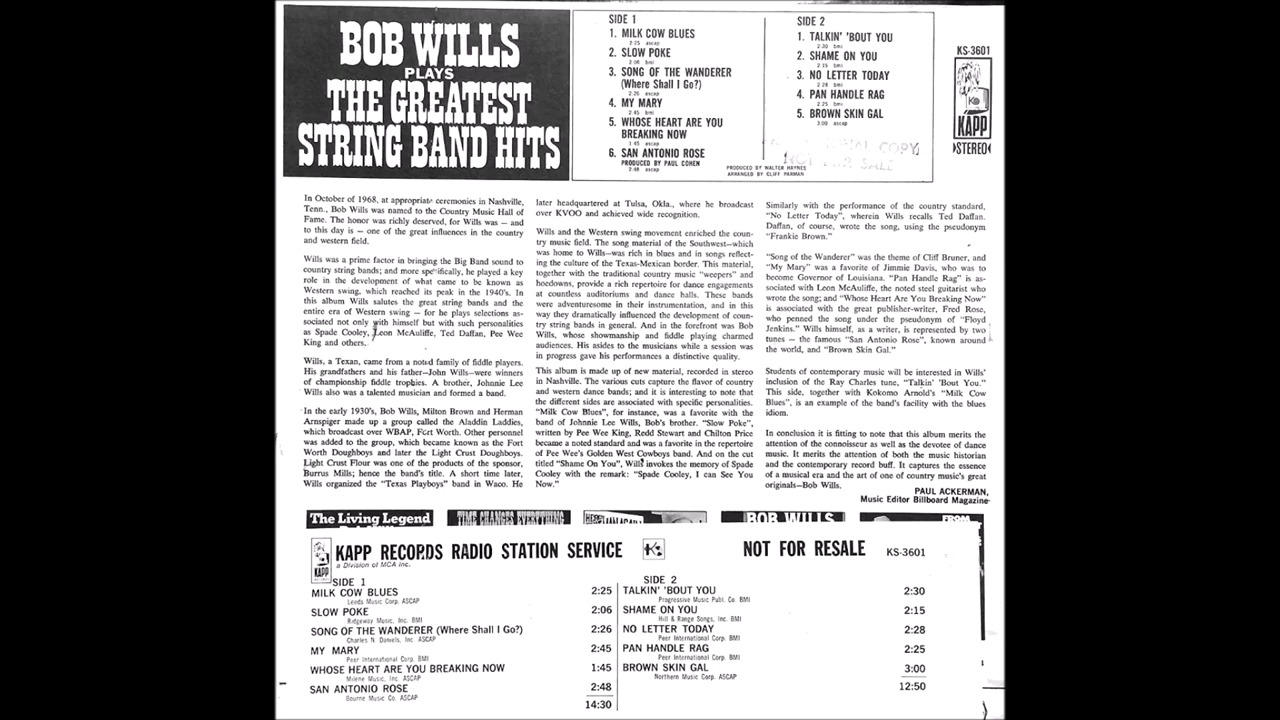 BOB WILLS
PLAYS
THE GREATEST
STRING BAND HITS
SIDE 1
1. MILK COW BLUES
2:25 ascap
2. SLOW POKE
2:06 bmi
3. SONG OF THE WANDERER
(Where Shall I Go?)
2:26 ascap
4. MY MARY
2:45 bmi
5. WHOSE HEART ARE YOU
BREAKING NOW
1:45 ascap
6. SAN ANTONIO ROSE
PRODUCED BY PAUL COHEN
2:48 ascap
SIDE 2
1. TALKIN' 'BOUT YOU
2:30 bmi
2. SHAME ON YOU
2:15 bmi
3. NO LETTER TODAY
2:28 bmi
4. PAN HANDLE RAG
2:25 bmi
5. BROWN SKIN GAL
3:00 ascap
COPY
NOT FOR SALE
PRODUCED BY WALTER HAYNES
ARRANGED BY CLIFF PARMAN
KS-3601
KAPP
STEREO
In October of 1968, at appropriate ceremonies in Nashville,
Tenn., Bob Wills was named to the Country Music Hall of
Fame. The honor was richly deserved, for Wills was — and
to this day is — one of the great influences in the country
and western field.
Wills was a prime factor in bringing the Big Band sound to
country string bands; and more specifically, he played a key
role in the development of what came to be known as
Western swing, which reached its peak in the 1940's. In
this album Wills salutes the great string bands and the
entire era of Western swing — for he plays selections as-
sociated not only with himself but with such personalities
as Spade Cooley, Leon McAuliffe, Ted Daffan, Pee Wee
King and others.
Wills, a Texan, came from a noted family of fiddle players.
His grandfathers and his father—John Wills—were winners
of championship fiddle trophies. A brother, Johnnie Lee
Wills also was a talented musician and formed a band.
In the early 1930's, Bob Wills, Milton Brown and Herman
Arnspiger made up a group called the Aladdin Laddies,
which broadcast over WBAP, Fort Worth. Other personnel
was added to the group, which became known as the Fort
Worth Doughboys and later the Light Crust Doughboys.
Light Crust Flour was one of the products of the sponsor,
Burrus Mills; hence the band's title. A short time later,
Wills organized the "Texas Playboys" band in Waco. He
later headquartered at Tulsa, Okla., where he broadcast
over KVOO and achieved wide recognition.
Wills and the Western swing movement enriched the coun-
try music field. The song material of the Southwest—which
was home to Wills—was rich in blues and in songs reflect-
ing the culture of the Texas-Mexican border. This material,
together with the traditional country music "weepers" and
hoedowns, provide a rich repertoire for dance engagements
at countless auditoriums and dance halls. These bands
were adventuresome in their instrumentation, and in this
way they dramatically influenced the development of coun-
try string bands in general. And in the forefront was Bob
Wills, whose showmanship and fiddle playing charmed
audiences. His asides to the musicians while a session was
in progress gave his performances a distinctive quality.
This album is made up of new material, recorded in stereo
in Nashville. The various cuts capture the flavor of country
and western dance bands; and it is interesting to note that
the different sides are associated with specific personalities.
"Milk Cow Blues", for instance, was a favorite with the
band of Johnnie Lee Wills, Bob's brother. "Slow Poke",
written by Pee Wee King, Redd Stewart and Chilton Price
became a noted standard and was a favorite in the repertoire
of Pee Wee's Golden West Cowboys band. And on the cut
titled "Shame On You", Wills invokes the memory of Spade
Cooley with the remark: "Spade Cooley, I can See You
Now."
Similarly with the performance of the country standard,
"No Letter Today", wherein Wills recalls Ted Daffan.
Daffan, of course, wrote the song, using the pseudonym
"Frankie Brown."
"Song of the Wanderer" was the theme of Cliff Bruner, and
"My Mary" was a favorite of Jimmie Davis, who was to
become Governor of Louisiana. "Pan Handle Rag" is as-
sociated with Leon McAuliffe, the noted steel guitarist who
wrote the song; and "Whose Heart Are You Breaking Now"
is associated with the great publisher-writer, Fred Rose,
who penned the song under the pseudonym of "Floyd
Jenkins." Wills himself, as a writer, is represented by two
tunes — the famous "San Antonio Rose", known around
the world, and "Brown Skin Gal."
Students of contemporary music will be interested in Wills'
inclusion of the Ray Charles tune, "Talkin' 'Bout You."
This side, together with Kokomo Arnold's "Milk Cow
Blues", is an example of the band's facility with the blues
idiom.
In conclusion it is fitting to note that this album merits the
attention of the connoisseur as well as the devotee of dance
music. It merits the attention of both the music historian
and the contemporary record buff. It captures the essence
of a musical era and the art of one of country music's great
originals—Bob Wills.
PAUL ACKERMAN,
Music Editor Billboard Magazine
The Living Legend
TIME CHANGES EVERYTHING
BOB WILLS
FROM
KAPP
KAPP RECORDS RADIO STATION SERVICE
a Division of MCA Inc.
K
NOT FOR RESALE
KS-3601
SIDE 1
MILK COW BLUES 2:25
Leeds Music Corp. ASCAP
SLOW POKE 2:06
Ridgeway Music, Inc. BMI
SONG OF THE WANDERER (Where Shall I Go?) 2:26
Charles N. Daniels, Inc. ASCAP
MY MARY 2:45
Peer International Corp. BMI
WHOSE HEART ARE YOU BREAKING NOW 1:45
Milene Music, Inc. ASCAP
SAN ANTONIO ROSE 2:48
Bourne Music Co. ASCAP
14:30
SIDE 2
TALKIN' 'BOUT YOU 2:30
Progressive Music Publ. Co. BMI
SHAME ON YOU 2:15
Hill & Range Songs, Inc. BMI
NO LETTER TODAY 2:28
Peer International Corp. BMI
PAN HANDLE RAG 2:25
Peer International Corp. BMI
BROWN SKIN GAL 3:00
Northern Music Corp. ASCAP
12:50